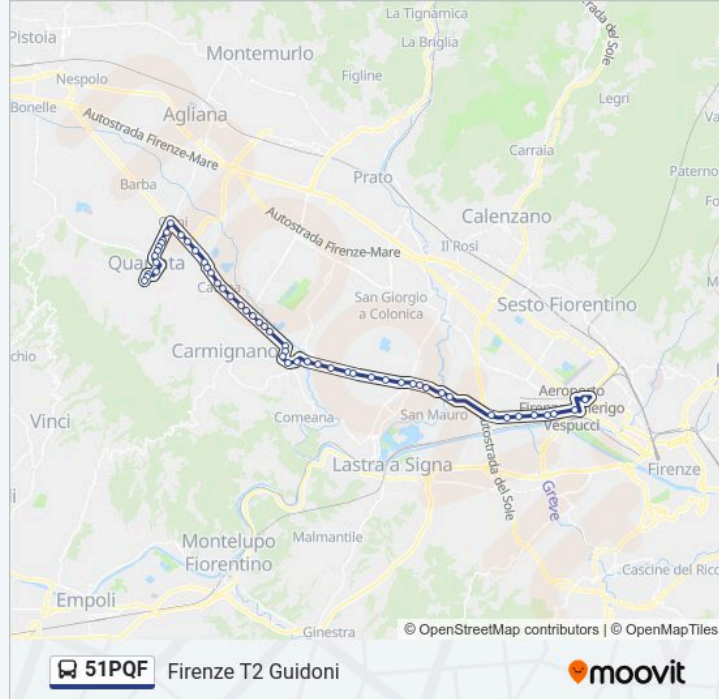 La Tignamica
Pistoia
Montemurlo
La Briglia
Nespolo
Figline
Legri
Bonelle
Autostrada Firenze-Mare
Agliana
Carraia
Prato
Barba
Calenzano
Autostrada Firenze-Mare
Il Rosi
San Giorgio
a Colonica
Sesto Fiorentino
Carmignano
Aeroporto
Vespucci
Vinci
Comeana
San Mauro
Lastra a Signa
Firenze
Autostrada del Sole
Greve
Montelupo
Fiorentino
Malmantile
Cascine del Ricc
Empoli
Ginestra
© OpenStreetMap contributors | © OpenMapTiles
51PQF Firenze T2 Guidoni
moovit